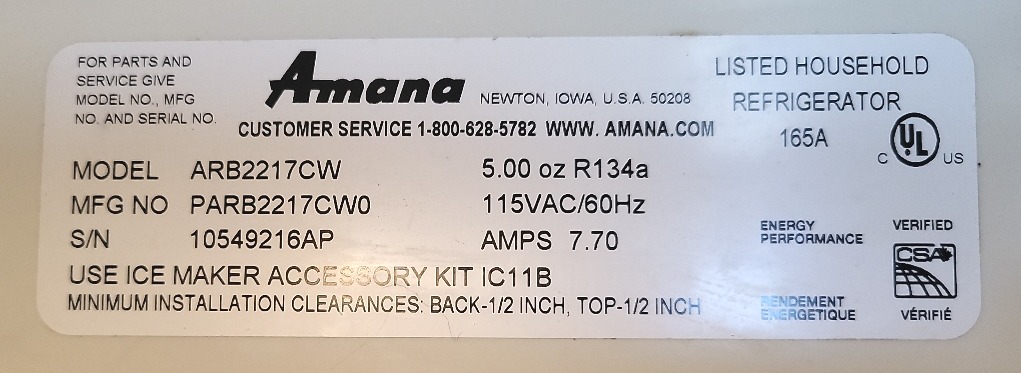 FOR PARTS AND
SERVICE GIVE
MODEL NO., MFG
NO. AND SERIAL NO.
Amana
NEWTON, IOWA, U.S.A. 50208
CUSTOMER SERVICE 1-800-628-5782 WWW. AMANA.COM
LISTED HOUSEHOLD
REFRIGERATOR
165A
C UL US
MODEL ARB2217CW 5.00 oz R134a
MFG NO PARB2217CW0 115VAC/60Hz
S/N 10549216AP AMPS 7.70
USE ICE MAKER ACCESSORY KIT IC11B
MINIMUM INSTALLATION CLEARANCES: BACK-1/2 INCH, TOP-1/2 INCH
ENERGY
PERFORMANCE
VERIFIED
CSA
RENDEMENT
ENERGETIQUE
VÉRIFIÉ